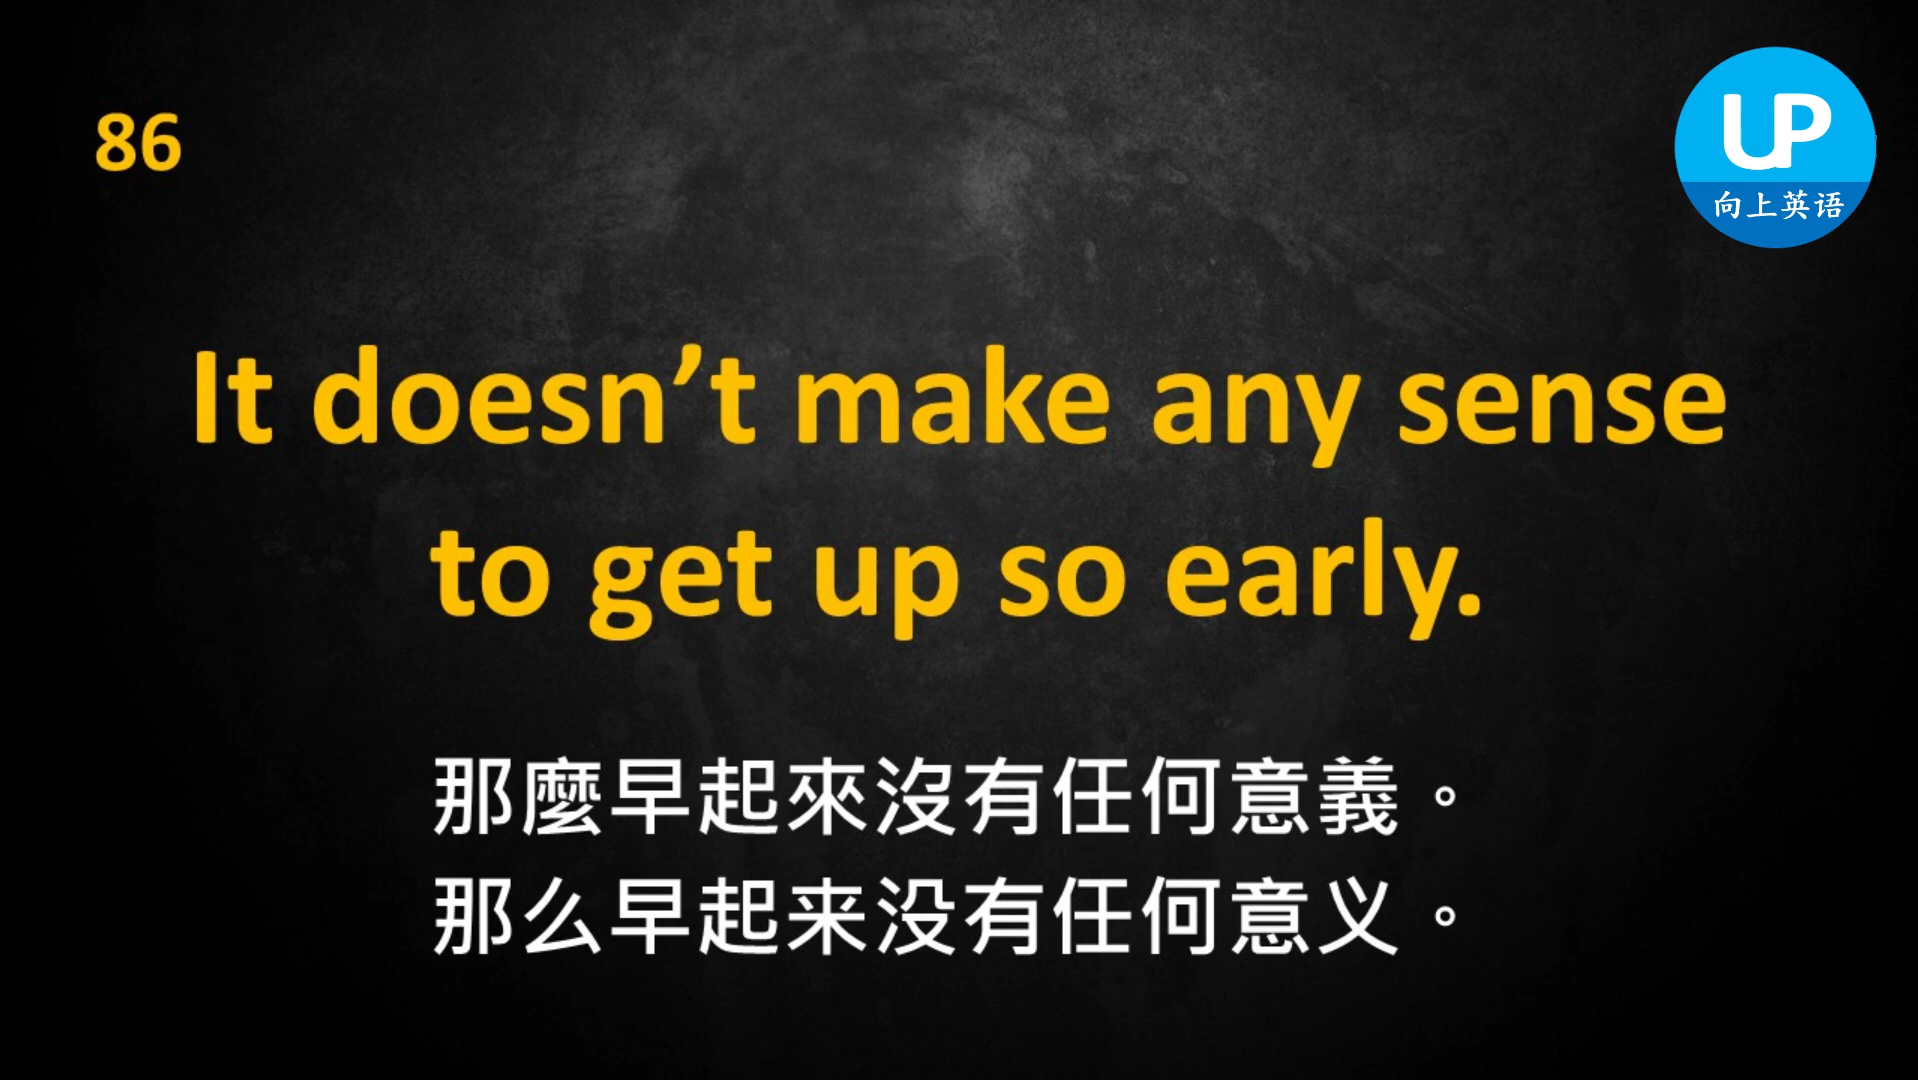 86
UP
向上英语
It doesn’t make any sense
to get up so early.
那麼早起來沒有任何意義。
那么早起来没有任何意义。